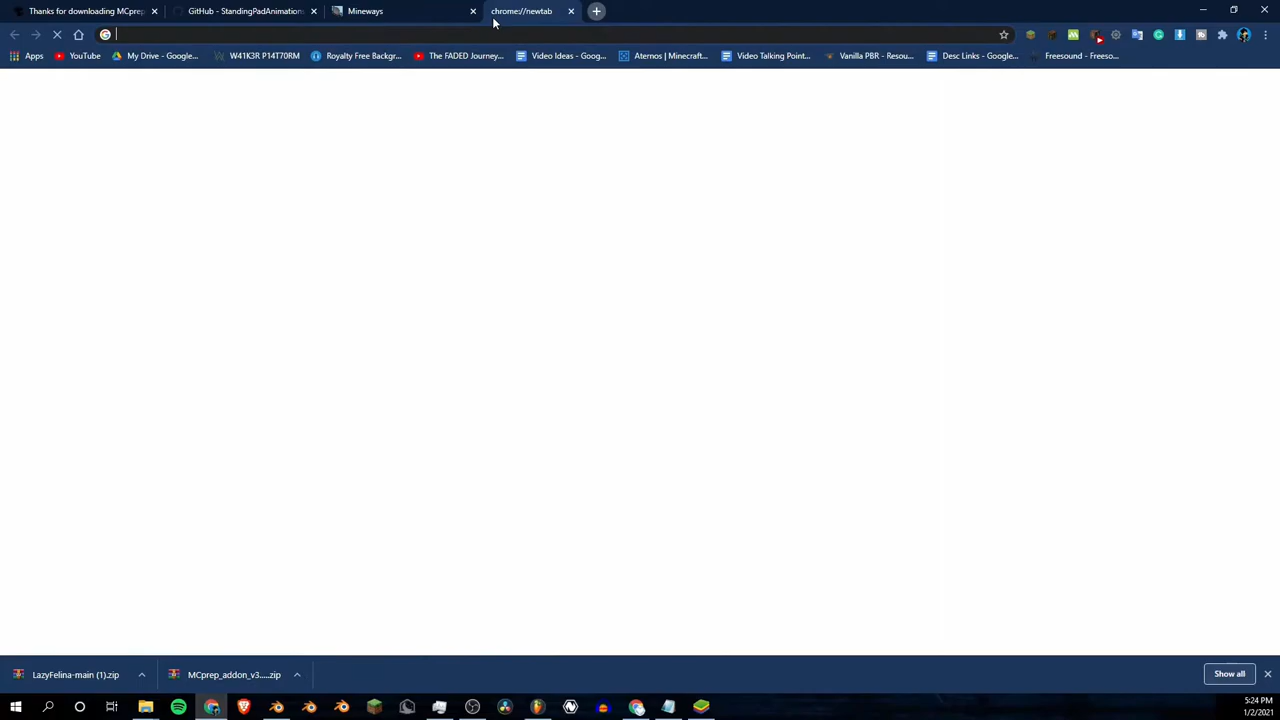 Thanks for downloading MCprep
GitHub - StandingPadAnimation
Mineways
chrome://newtab
Apps
YouTube
My Drive - Google...
W41K3R P14T70RM
Royalty Free Backgr...
The FADED Journey...
Video Ideas - Goog...
Aternos | Minecraft...
Video Talking Point...
Vanilla PBR - Resou...
Desc Links - Google...
Freesound - Freeso...
LazyFelina-main (1).zip
MCprep_addon_v3.....zip
Show all
5:24 PM
1/2/2021